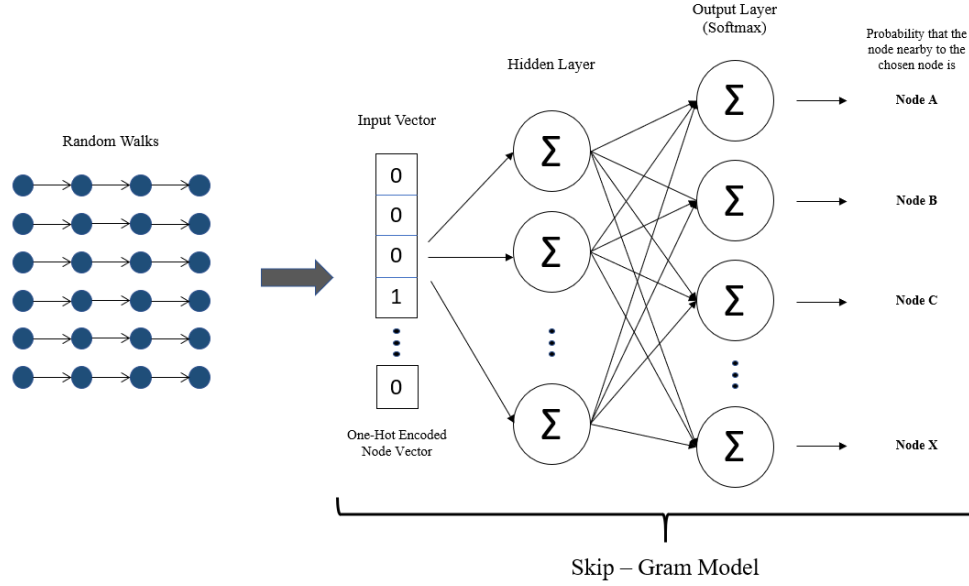 Random Walks
Input Vector
0
0
0
1
0
One-Hot Encoded
Node Vector
Hidden Layer
Σ
Σ
Σ
Output Layer
(Softmax)
Σ
Σ
Σ
Σ
Probability that the
node nearby to the
chosen node is
Node A
Node B
Node C
Node X
Skip – Gram Model